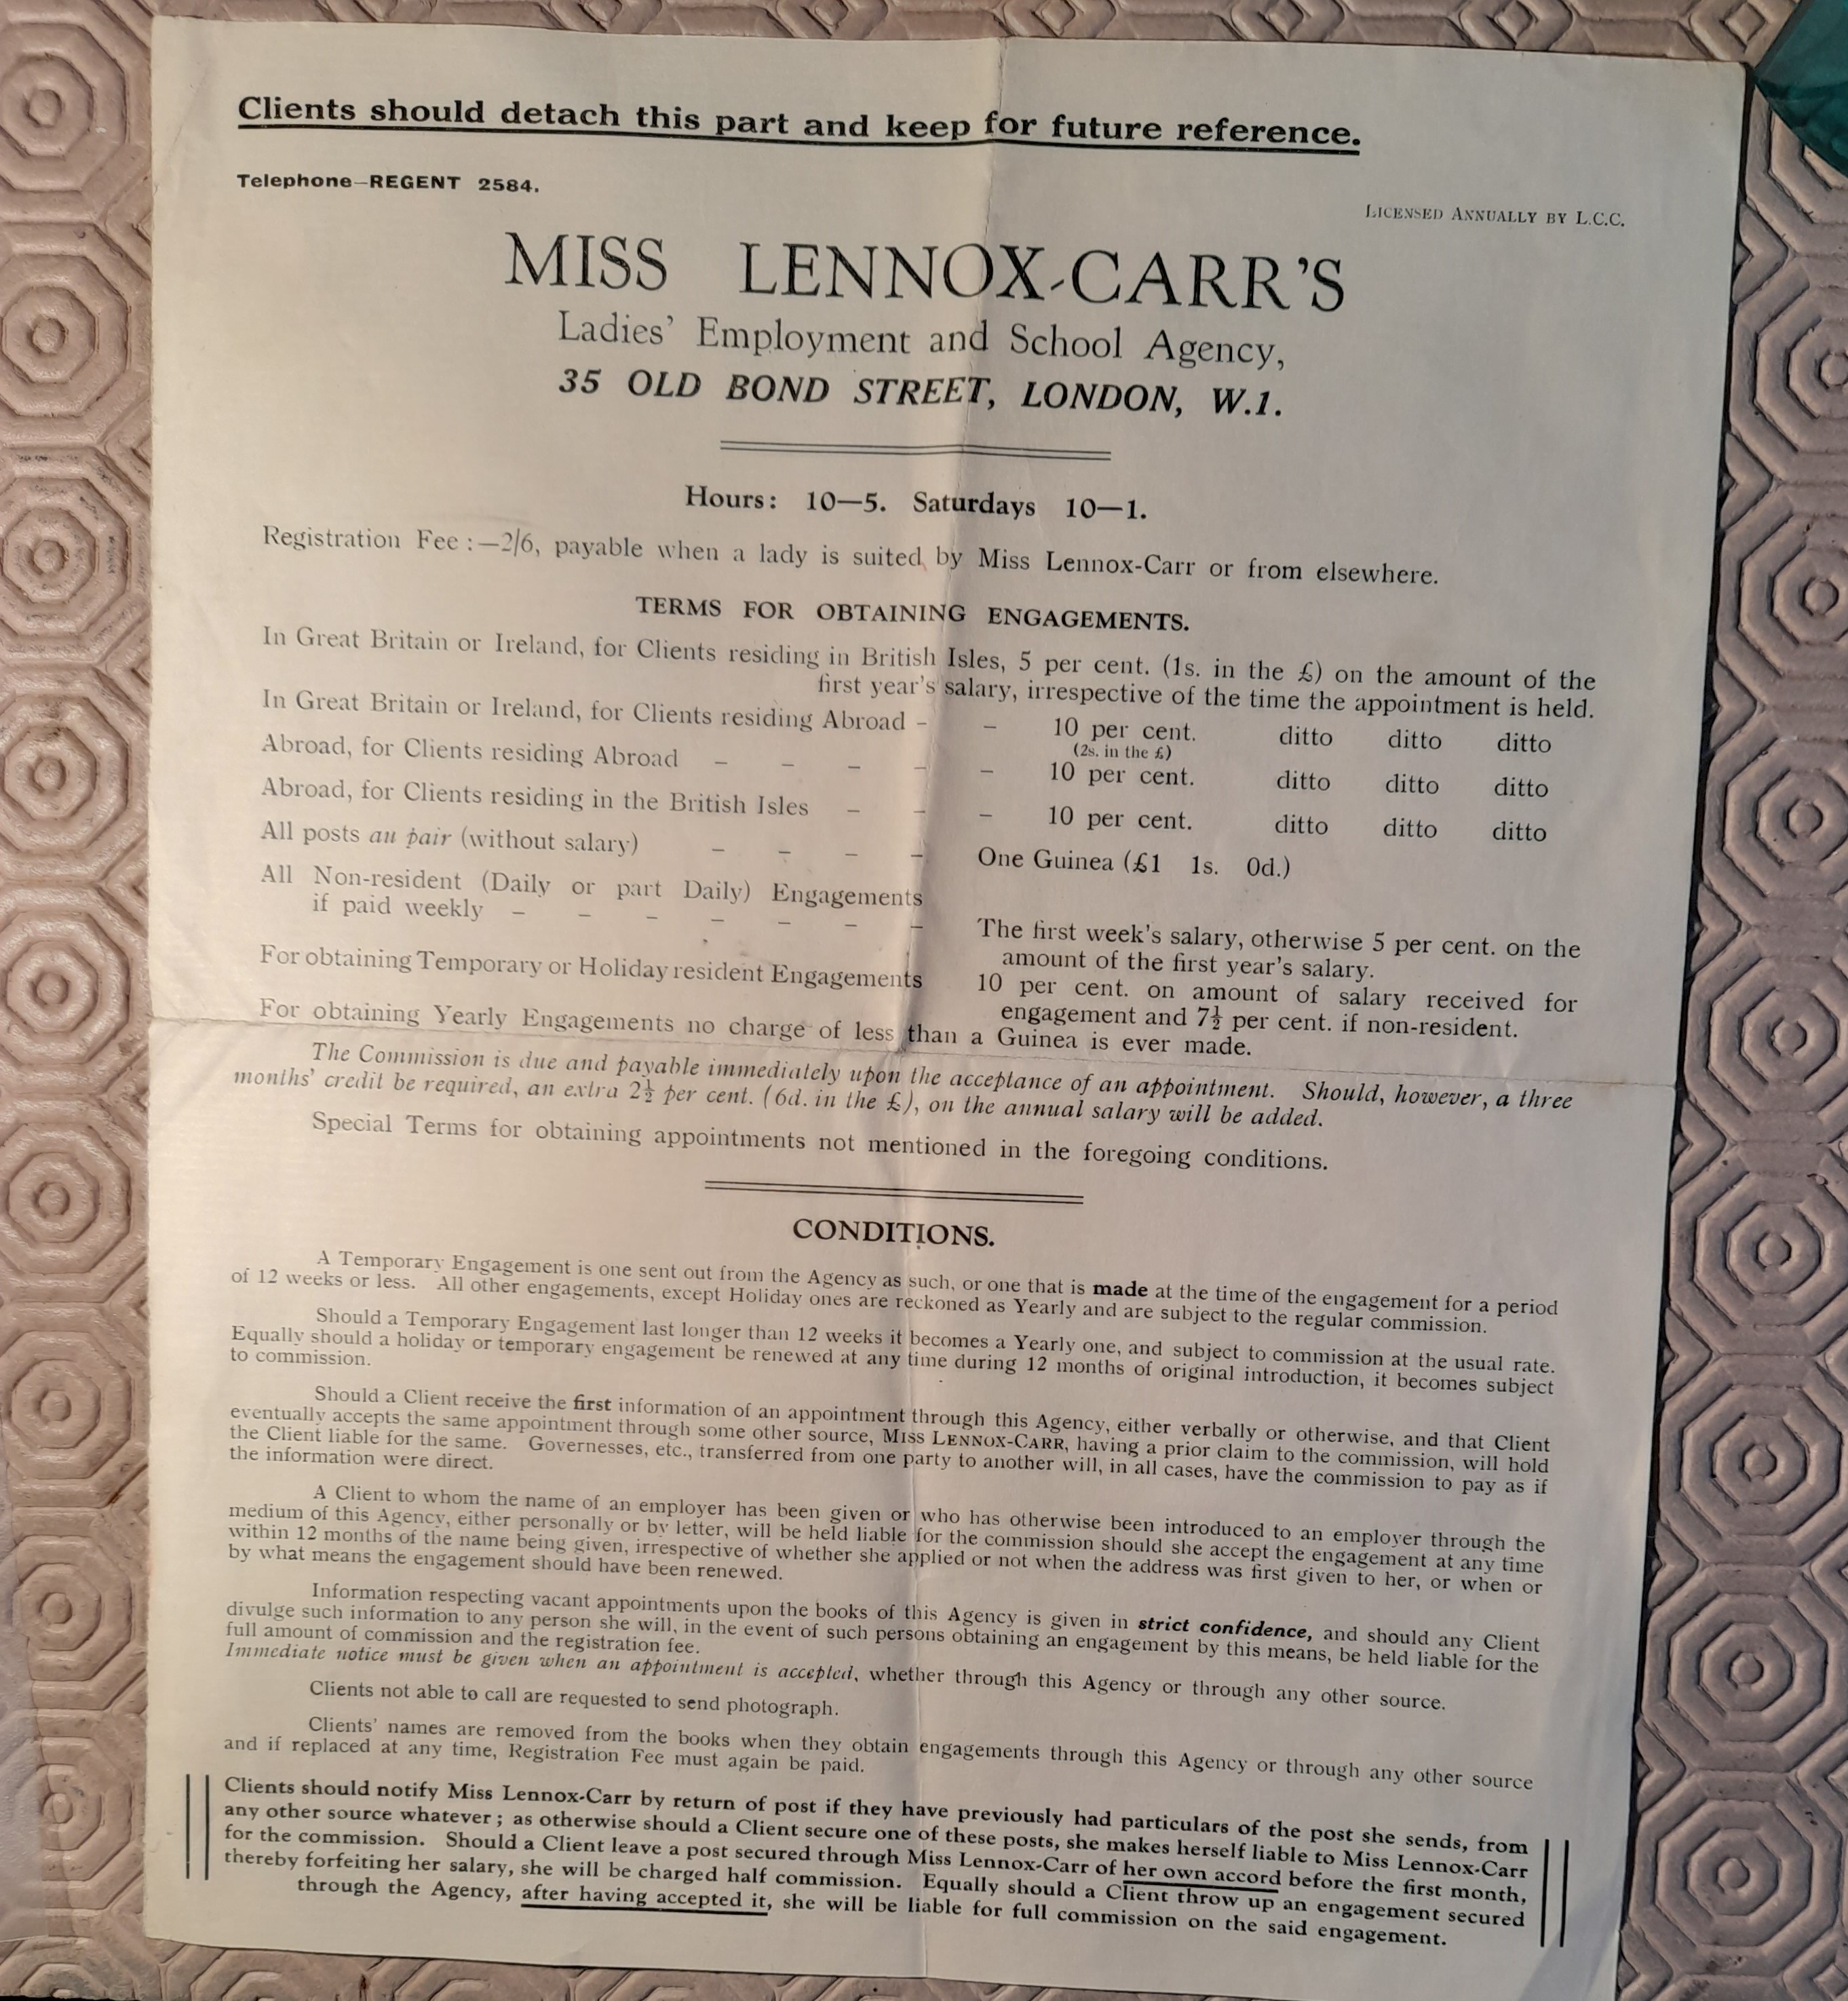 Clients should detach this part and keep for future reference.
Telephone—REGENT 2584.
LICENSED ANNUALLY BY L.C.C.
MISS LENNOX-CARR'S
Ladies' Employment and School Agency,
35 OLD BOND STREET, LONDON, W.1.
Hours: 10—5. Saturdays 10—1.
Registration Fee :—2/6, payable when a lady is suited by Miss Lennox-Carr or from elsewhere.
TERMS FOR OBTAINING ENGAGEMENTS.
In Great Britain or Ireland, for Clients residing in British Isles, 5 per cent. (1s. in the £) on the amount of the
first year's salary, irrespective of the time the appointment is held.
In Great Britain or Ireland, for Clients residing Abroad - - 10 per cent. ditto ditto ditto
(2s. in the £)
Abroad, for Clients residing Abroad - - - - - 10 per cent. ditto ditto ditto
Abroad, for Clients residing in the British Isles - - - 10 per cent. ditto ditto ditto
All posts au pair (without salary) - - - - One Guinea (£1 1s. 0d.)
All Non-resident (Daily or part Daily) Engagements
if paid weekly - - - - - - - The first week's salary, otherwise 5 per cent. on the
amount of the first year's salary.
For obtaining Temporary or Holiday resident Engagements 10 per cent. on amount of salary received for
engagement and 7½ per cent. if non-resident.
For obtaining Yearly Engagements no charge of less than a Guinea is ever made.
The Commission is due and payable immediately upon the acceptance of an appointment. Should, however, a three
months' credit be required, an extra 2½ per cent. (6d. in the £), on the annual salary will be added.
Special Terms for obtaining appointments not mentioned in the foregoing conditions.
CONDITIONS.
A Temporary Engagement is one sent out from the Agency as such, or one that is made at the time of the engagement for a period
of 12 weeks or less. All other engagements, except Holiday ones are reckoned as Yearly and are subject to the regular commission.
Should a Temporary Engagement last longer than 12 weeks it becomes a Yearly one, and subject to commission at the usual rate.
Equally should a holiday or temporary engagement be renewed at any time during 12 months of original introduction, it becomes subject
to commission.
Should a Client receive the first information of an appointment through this Agency, either verbally or otherwise, and that Client
eventually accepts the same appointment through some other source, MISS LENNOX-CARR, having a prior claim to the commission, will hold
the Client liable for the same. Governesses, etc., transferred from one party to another will, in all cases, have the commission to pay as if
the information were direct.
A Client to whom the name of an employer has been given or who has otherwise been introduced to an employer through the
medium of this Agency, either personally or by letter, will be held liable for the commission should she accept the engagement at any time
within 12 months of the name being given, irrespective of whether she applied or not when the address was first given to her, or when or
by what means the engagement should have been renewed.
Information respecting vacant appointments upon the books of this Agency is given in strict confidence, and should any Client
divulge such information to any person she will, in the event of such persons obtaining an engagement by this means, be held liable for the
full amount of commission and the registration fee.
Immediate notice must be given when an appointment is accepted, whether through this Agency or through any other source.
Clients not able to call are requested to send photograph.
Clients' names are removed from the books when they obtain engagements through this Agency or through any other source
and if replaced at any time, Registration Fee must again be paid.
Clients should notify Miss Lennox-Carr by return of post if they have previously had particulars of the post she sends, from
any other source whatever ; as otherwise should a Client secure one of these posts, she makes herself liable to Miss Lennox-Carr
for the commission. Should a Client leave a post secured through Miss Lennox-Carr of her own accord before the first month,
thereby forfeiting her salary, she will be charged half commission. Equally should a Client throw up an engagement secured
through the Agency, after having accepted it, she will be liable for full commission on the said engagement.